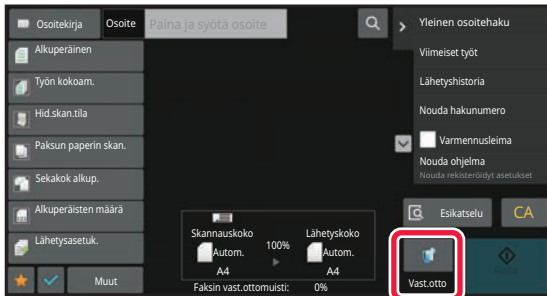 Osoitekirja
Osoite
Paina ja syötä osoite
Alkuperäinen
Työn kokoam.
Hid.skan.tila
Paksun paperin skan.
Sekakok alkup.
Alkuperäisten määrä
Lähetysasetuk.
Muut
Skannauskoko
Autom.
A4
100%
Lähetyskoko
Autom.
A4
Faksin vast.ottomuisti: 0%
Yleinen osoitehaku
Viimeiset työt
Lähetyshistoria
Nouda hakunumero
Varmennusleima
Nouda ohjelma
Nouda rekisteröidyt asetukset
Esikatselu
CA
Vast.otto